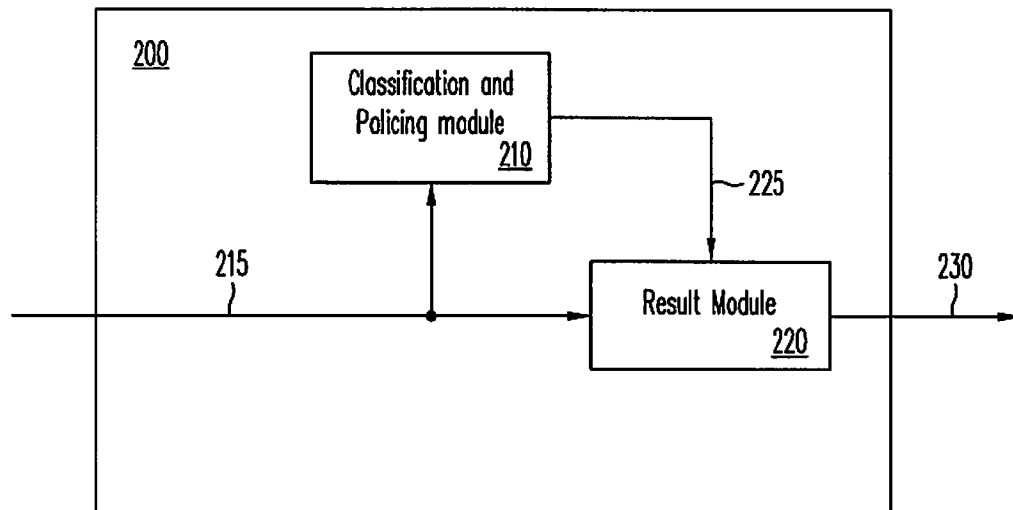 200
Classification and
Policing module
210
225
215
Result Module
220
230